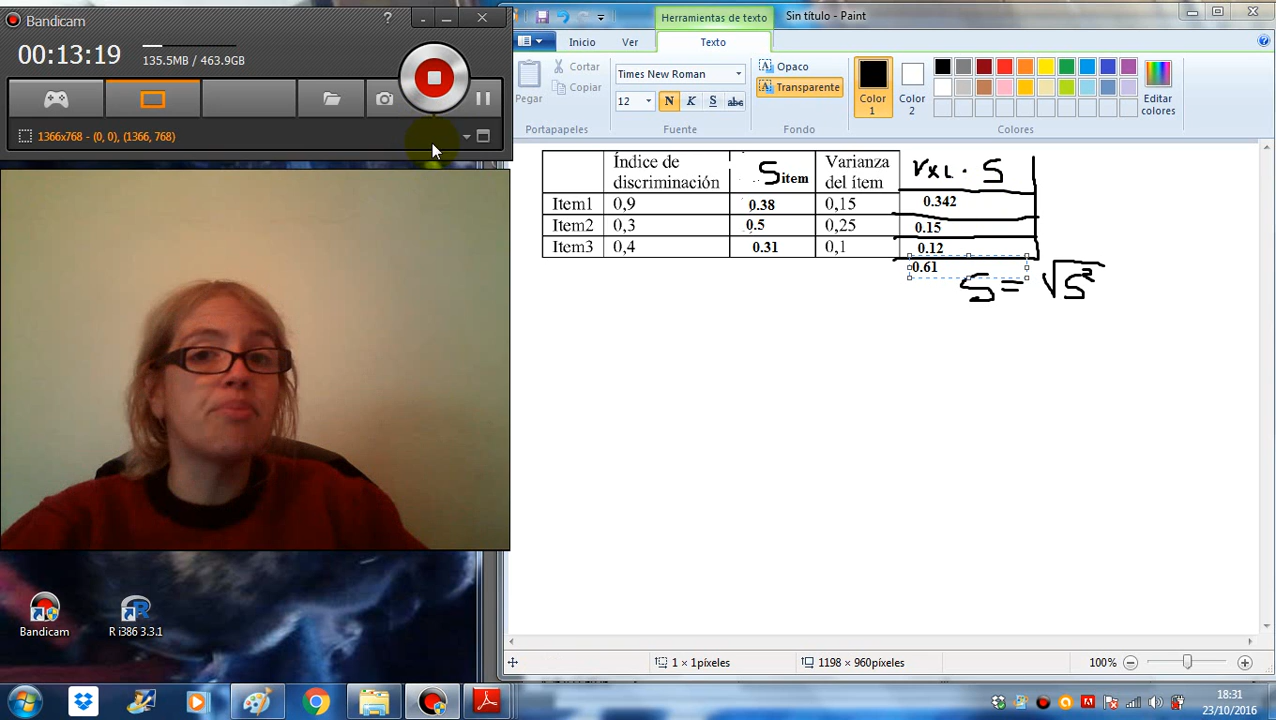 Bandicam
?
00:13:19
135.5MB / 463.9GB
1366x768 - (0, 0), (1366, 768)
Bandicam
R i386 3.3.1
Herramientas de texto
Sin título - Paint
Inicio
Ver
Texto
Pegar
Cortar
Copiar
Portapapeles
Times New Roman
12
N K S abc
Fuente
A Opaco
A Transparente
Fondo
Color 1
Color 2
Editar colores
Colores
Índice de discriminación
S item
Varianza del ítem
rxi · S
Item1 0,9 0.38 0,15 0.342
Item2 0,3 0.5 0,25 0.15
Item3 0,4 0.31 0,1 0.12
0.61
S = √S²
1 × 1píxeles
1198 × 960píxeles
100%
18:31
23/10/2016